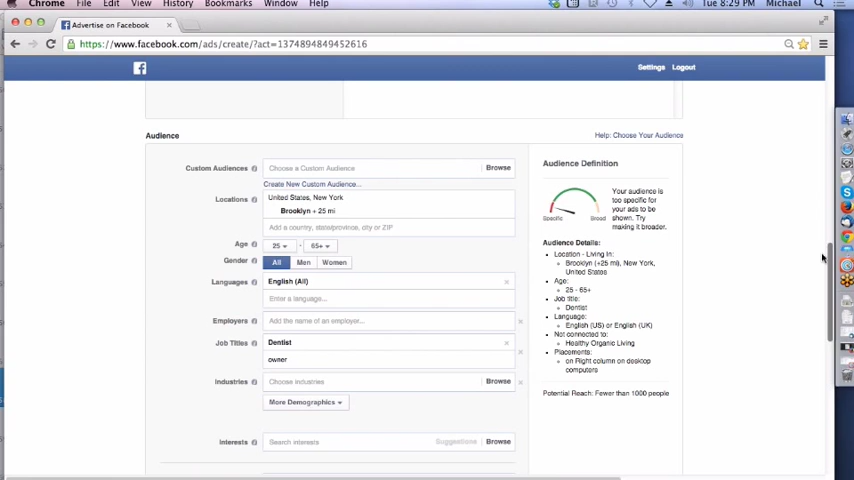 Chrome File Edit View History Bookmarks Window Help Tue 8:29 PM Michael
Advertise on Facebook
https://www.facebook.com/ads/create/?act=1374894849452616
Settings Logout
Audience
Help: Choose Your Audience
Custom Audiences Choose a Custom Audience Browse
Create New Custom Audience...
Locations United States, New York
Brooklyn + 25 mi
Add a country, state/province, city or ZIP
Age 25 - 65+
Gender All Men Women
Languages English (All)
Enter a language...
Employers Add the name of an employer...
Job Titles Dentist
owner
Industries Choose industries Browse
More Demographics
Interests Search interests Suggestions Browse
Audience Definition
Specific Broad
Your audience is
too specific for
your ads to be
shown. Try
making it broader.
Audience Details:
Location - Living In:
Brooklyn (+25 mi), New York,
United States
Age:
25 - 65+
Job title:
Dentist
Language:
English (US) or English (UK)
Not connected to:
Healthy Organic Living
Placements:
on Right Column on desktop
computers
Potential Reach: Fewer than 1000 people